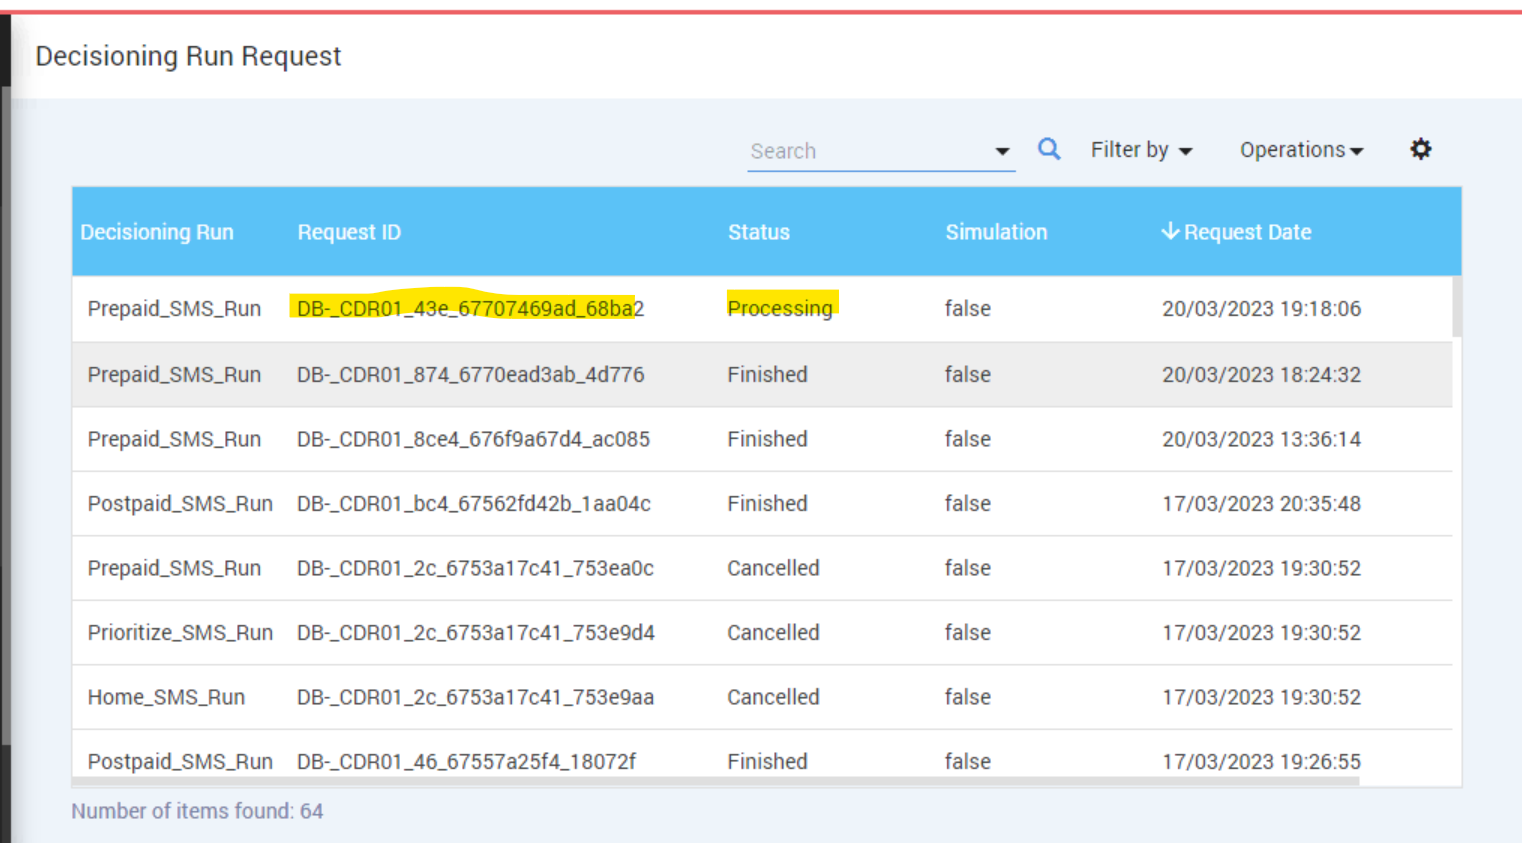 Decisioning Run Request
Search Filter by Operations
Decisioning Run Request ID Status Simulation Request Date
Prepaid_SMS_Run DB-_CDR01_43e_67707469ad_68ba2 Processing false 20/03/2023 19:18:06
Prepaid_SMS_Run DB-_CDR01_874_6770ead3ab_4d776 Finished false 20/03/2023 18:24:32
Prepaid_SMS_Run DB-_CDR01_8ce4_676f9a67d4_ac085 Finished false 20/03/2023 13:36:14
Postpaid_SMS_Run DB-_CDR01_bc4_67562fd42b_1aa04c Finished false 17/03/2023 20:35:48
Prepaid_SMS_Run DB-_CDR01_2c_6753a17c41_753ea0c Cancelled false 17/03/2023 19:30:52
Prioritize_SMS_Run DB-_CDR01_2c_6753a17c41_753e9d4 Cancelled false 17/03/2023 19:30:52
Home_SMS_Run DB-_CDR01_2c_6753a17c41_753e9aa Cancelled false 17/03/2023 19:30:52
Postpaid_SMS_Run DB-_CDR01_46_67557a25f4_18072f Finished false 17/03/2023 19:26:55
Number of items found: 64